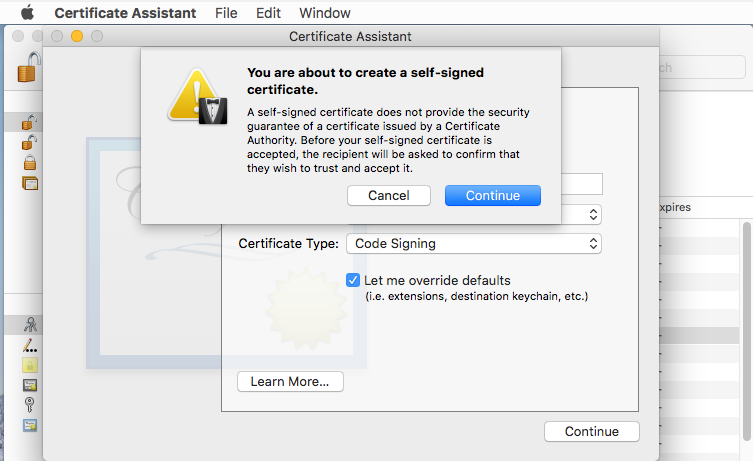 Certificate Assistant File Edit Window
Certificate Assistant
You are about to create a self-signed
certificate.
A self-signed certificate does not provide the security
guarantee of a certificate issued by a Certificate
Authority. Before your self-signed certificate is
accepted, the recipient will be asked to confirm that
they wish to trust and accept it.
Cancel Continue
Certificate Type: Code Signing
Let me override defaults
(i.e. extensions, destination keychain, etc.)
Learn More...
Continue